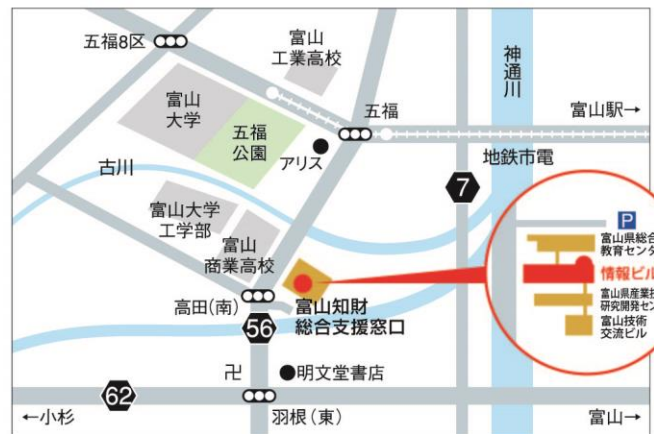 五福8区
富山
工業高校
神通川
富山
大学
五福
公園
五福
富山駅→
アリス
地鉄市電
古川
7
P
富山大学
工学部
富山
商業高校
富山県総合
教育センタ
情報ビル
富山県産業技
研究開発セン
富山技術
交流ビル
高田(南)
富山知財
総合支援窓口
56
卍
●明文堂書店
62
←小杉
羽根(東)
富山→